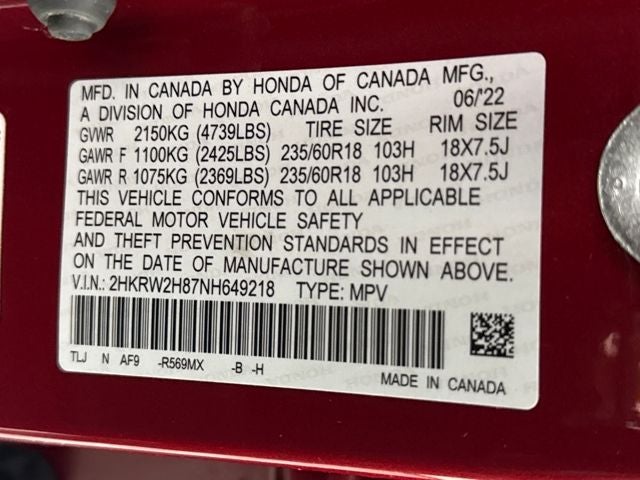 MFD. IN CANADA BY HONDA OF CANADA MFG.,
A DIVISION OF HONDA CANADA INC. 06/'22
GVWR 2150KG (4739LBS) TIRE SIZE RIM SIZE
GAWR F 1100KG (2425LBS) 235/60R18 103H 18X7.5J
GAWR R 1075KG (2369LBS) 235/60R18 103H 18X7.5J
THIS VEHICLE CONFORMS TO ALL APPLICABLE
FEDERAL MOTOR VEHICLE SAFETY
AND THEFT PREVENTION STANDARDS IN EFFECT
ON THE DATE OF MANUFACTURE SHOWN ABOVE.
V.I.N.: 2HKRW2H87NH649218 TYPE: MPV
TLJ N AF9 -R569MX -B -H
MADE IN CANADA